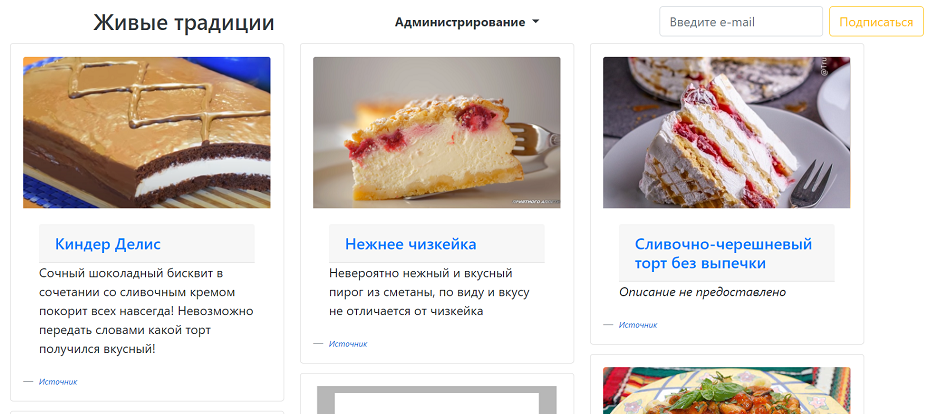 Живые традиции
Администрирование
Введите e-mail
Подписаться
Киндер Делис
Сочный шоколадный бисквит в
сочетании со сливочным кремом
покорит всех навсегда! Невозможно
передать словами какой торт
получился вкусный!
— Источник
Нежнее чизкейка
Невероятно нежный и вкусный
пирог из сметаны, по виду и вкусу
не отличается от чизкейка
— Источник
Сливочно-черешневый
торт без выпечки
Описание не предоставлено
— Источник